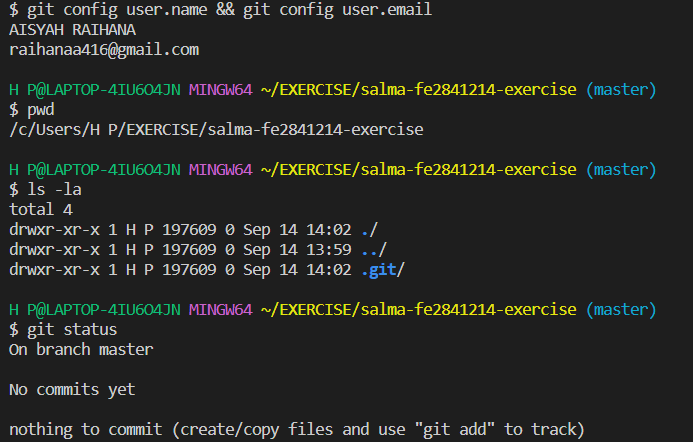 $ git config user.name && git config user.email
AISYAH RAIHANA
raihanaa416@gmail.com
H P@LAPTOP-4IU6O4JN MINGW64 ~/EXERCISE/salma-fe2841214-exercise (master)
$ pwd
/c/Users/H P/EXERCISE/salma-fe2841214-exercise
H P@LAPTOP-4IU6O4JN MINGW64 ~/EXERCISE/salma-fe2841214-exercise (master)
$ ls -la
total 4
drwxr-xr-x 1 H P 197609 0 Sep 14 14:02 ./
drwxr-xr-x 1 H P 197609 0 Sep 14 13:59 ../
drwxr-xr-x 1 H P 197609 0 Sep 14 14:02 .git/
H P@LAPTOP-4IU6O4JN MINGW64 ~/EXERCISE/salma-fe2841214-exercise (master)
$ git status
On branch master
No commits yet
nothing to commit (create/copy files and use "git add" to track)